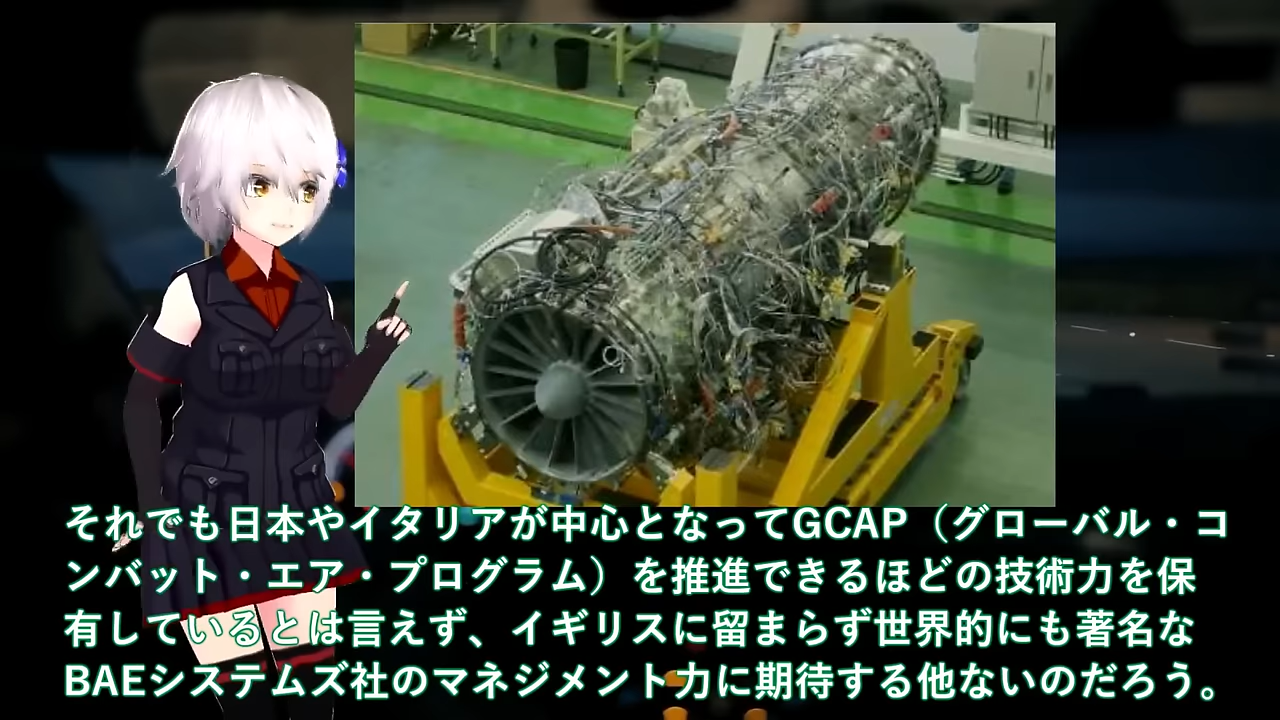 それでも日本やイタリアが中心となってGCAP（グローバル・コ
ンバット・エア・プログラム）を推進できるほどの技術力を保
有しているとは言えず、イギリスに留まらず世界的にも著名な
BAEシステムズ社のマネジメント力に期待する他ないのだろう。